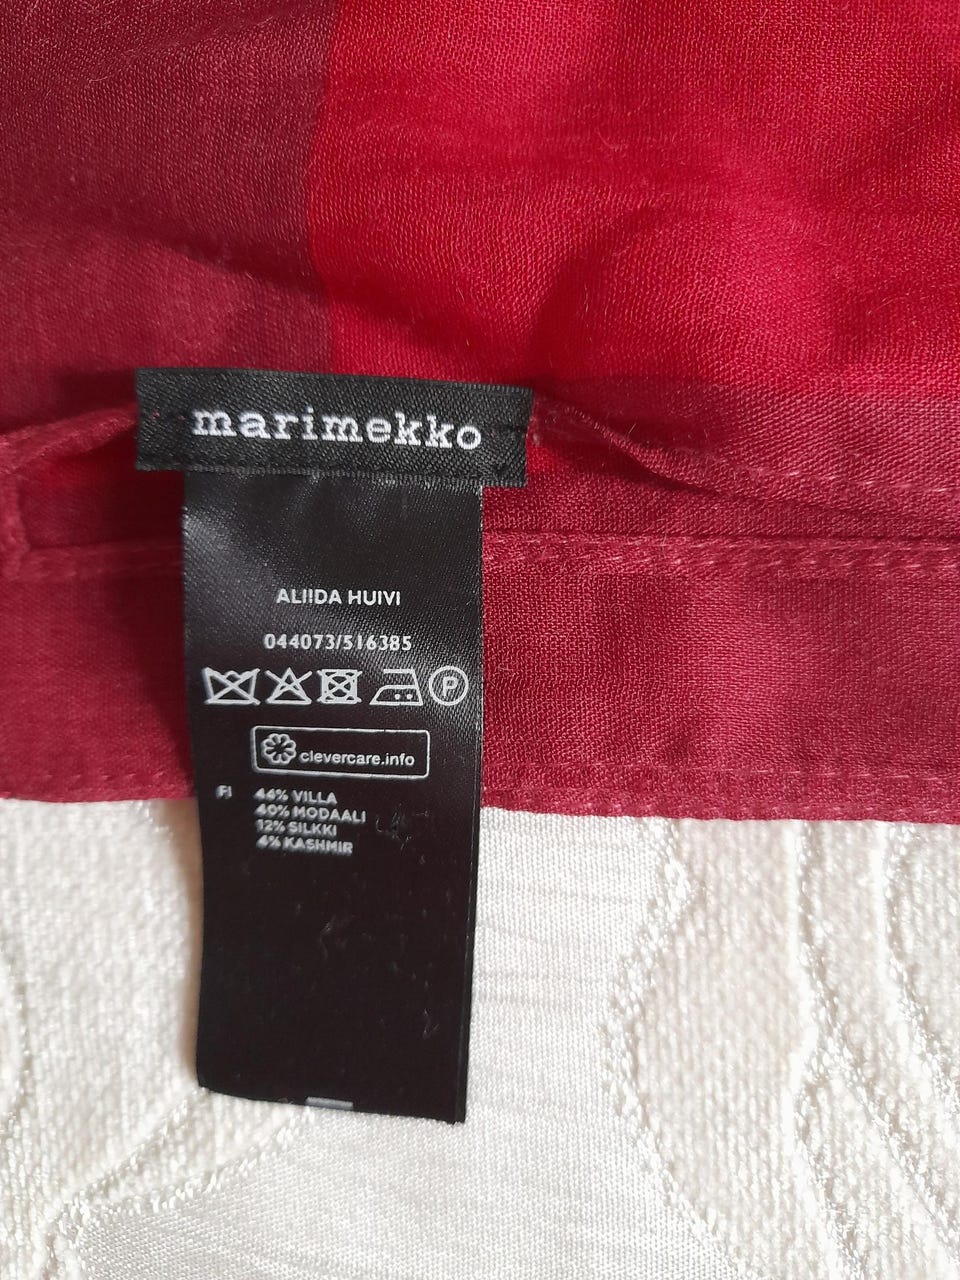 marimekko
ALIIDA HUIVI
044073/516385
P
clevercare.info
FI 44% VILLA
40% MODAALI
12% SILKKI
4% KASHMIR